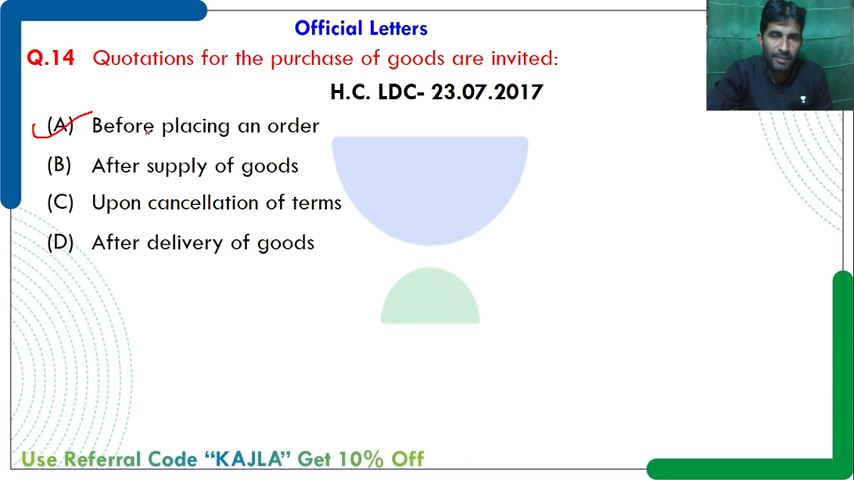 Official Letters
Q.14 Quotations for the purchase of goods are invited:
H.C. LDC- 23.07.2017
(A) Before placing an order
(B) After supply of goods
(C) Upon cancellation of terms
(D) After delivery of goods
Use Referral Code “KAJLA” Get 10% Off